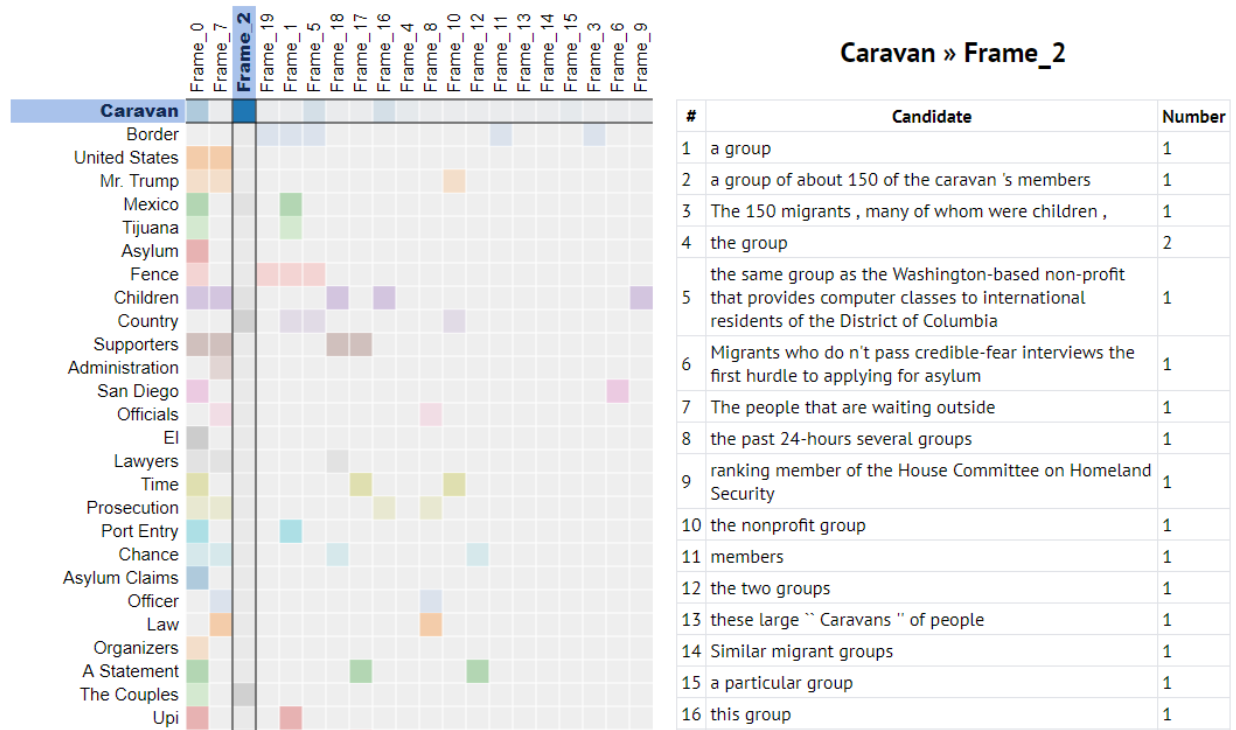 Frame_0
Frame_7
Frame_2
Frame_19
Frame_1
Frame_5
Frame_18
Frame_17
Frame_16
Frame_4
Frame_8
Frame_10
Frame_12
Frame_11
Frame_13
Frame_14
Frame_15
Frame_3
Frame_6
Frame_9
Caravan
Border
United States
Mr. Trump
Mexico
Tijuana
Asylum
Fence
Children
Country
Supporters
Administration
San Diego
Officials
El
Lawyers
Time
Prosecution
Port Entry
Chance
Asylum Claims
Officer
Law
Organizers
A Statement
The Couples
Upi
Caravan » Frame_2
# Candidate Number
1 a group 1
2 a group of about 150 of the caravan 's members 1
3 The 150 migrants , many of whom were children , 1
4 the group 2
the same group as the Washington-based non-profit
5 that provides computer classes to international 1
residents of the District of Columbia
6 Migrants who do n't pass credible-fear interviews the 1
first hurdle to applying for asylum
7 The people that are waiting outside 1
8 the past 24-hours several groups 1
9 ranking member of the House Committee on Homeland 1
Security
10 the nonprofit group 1
11 members 1
12 the two groups 1
13 these large `` Caravans '' of people 1
14 Similar migrant groups 1
15 a particular group 1
16 this group 1